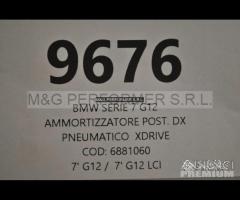 9676
M&G PERFORMER S.R.L.
M&G PERFORMER S.R.L.
BMW SERIE 7 G12
AMMORTIZZATORE POST. DX
PNEUMATICO XDRIVE
COD: 6881060
7' G12 / 7' G12 LCI
PREMIUM